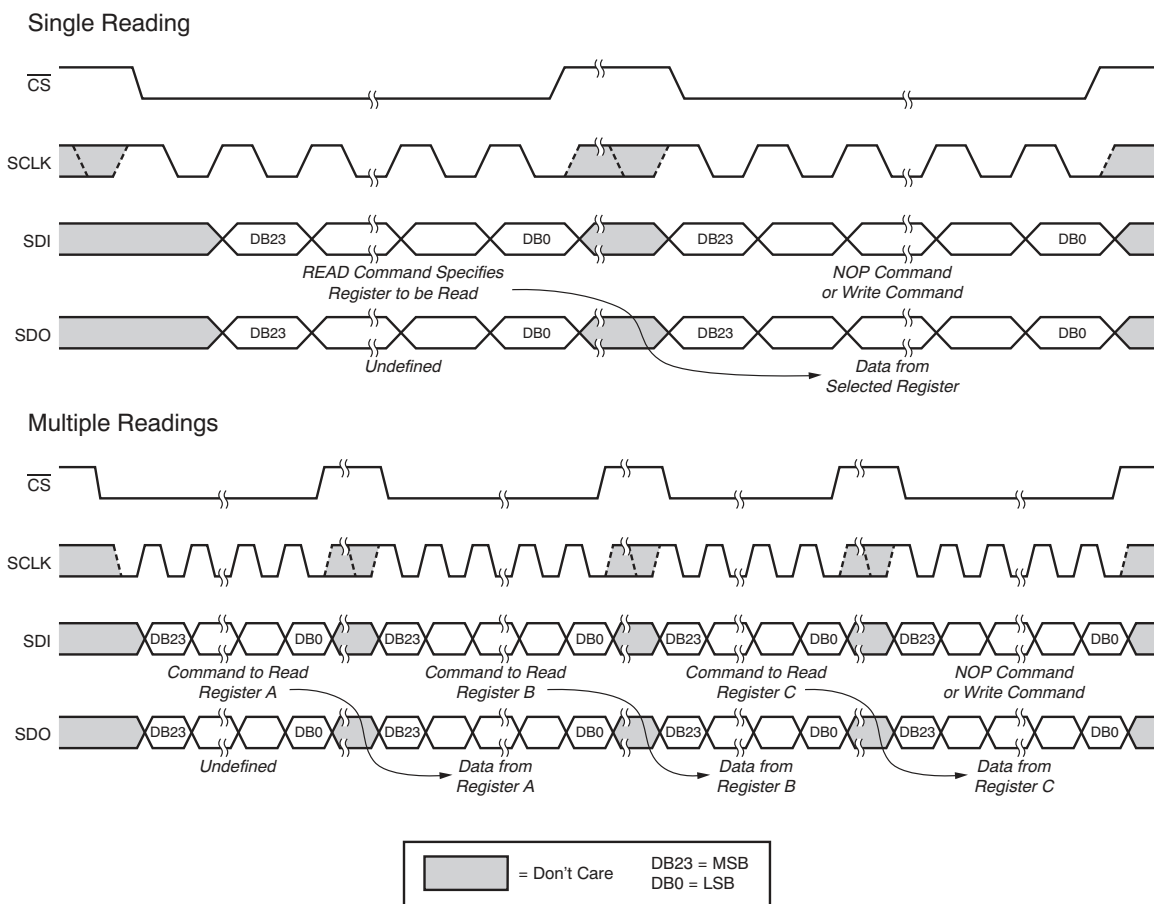 Single Reading
CS
SCLK
SDI
DB23
DB0
DB23
DB0
READ Command Specifies
Register to be Read
NOP Command
or Write Command
SDO
DB23
DB0
DB23
DB0
Undefined
Data from
Selected Register
Multiple Readings
CS
SCLK
SDI
DB23
DB0
DB23
DB0
DB23
DB0
DB23
DB0
Command to Read
Register A
Command to Read
Register B
Command to Read
Register C
NOP Command
or Write Command
SDO
DB23
DB0
DB23
DB0
DB23
DB0
DB23
DB0
Undefined
Data from
Register A
Data from
Register B
Data from
Register C
= Don't Care
DB23 = MSB
DB0 = LSB